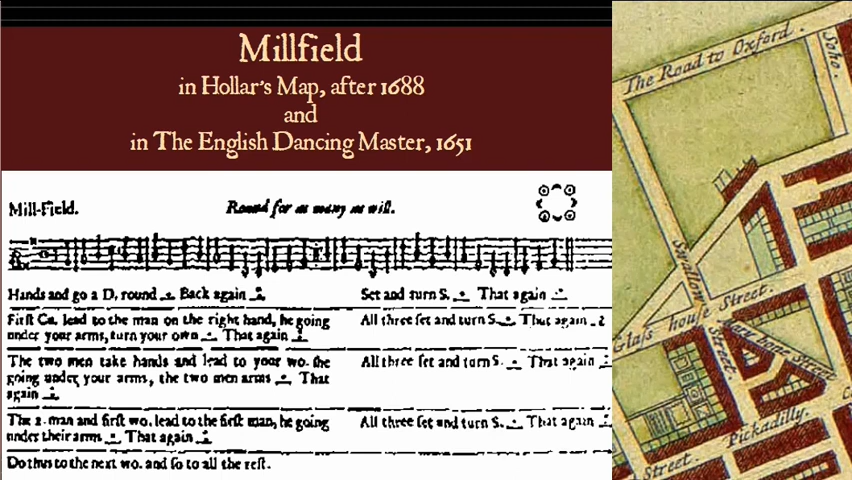 Millfield
in Hollar's Map, after 1688
and
in The English Dancing Master, 1651
Mill-Field.
Round for as many as will.
Hands and go a D. round Back again
Set and turn S. That again
First Cu. lead to the man on the right hand, he going
under your arms, turn your own That again
All three set and turn S. That again
The two men take hands and lead to your wo. she
going under your arms, the two men arms That
again
All three set and turn S. That again
The 2. man and first wo. lead to the first man, he going
under their arms That again
All three set and turn S. That again
Do thus to the next wo. and so to all the rest.
The Road to Oxford.
Soho.
Swallow
Street.
Glass house Street.
Mary bone Street
Pickadilly.
Street.